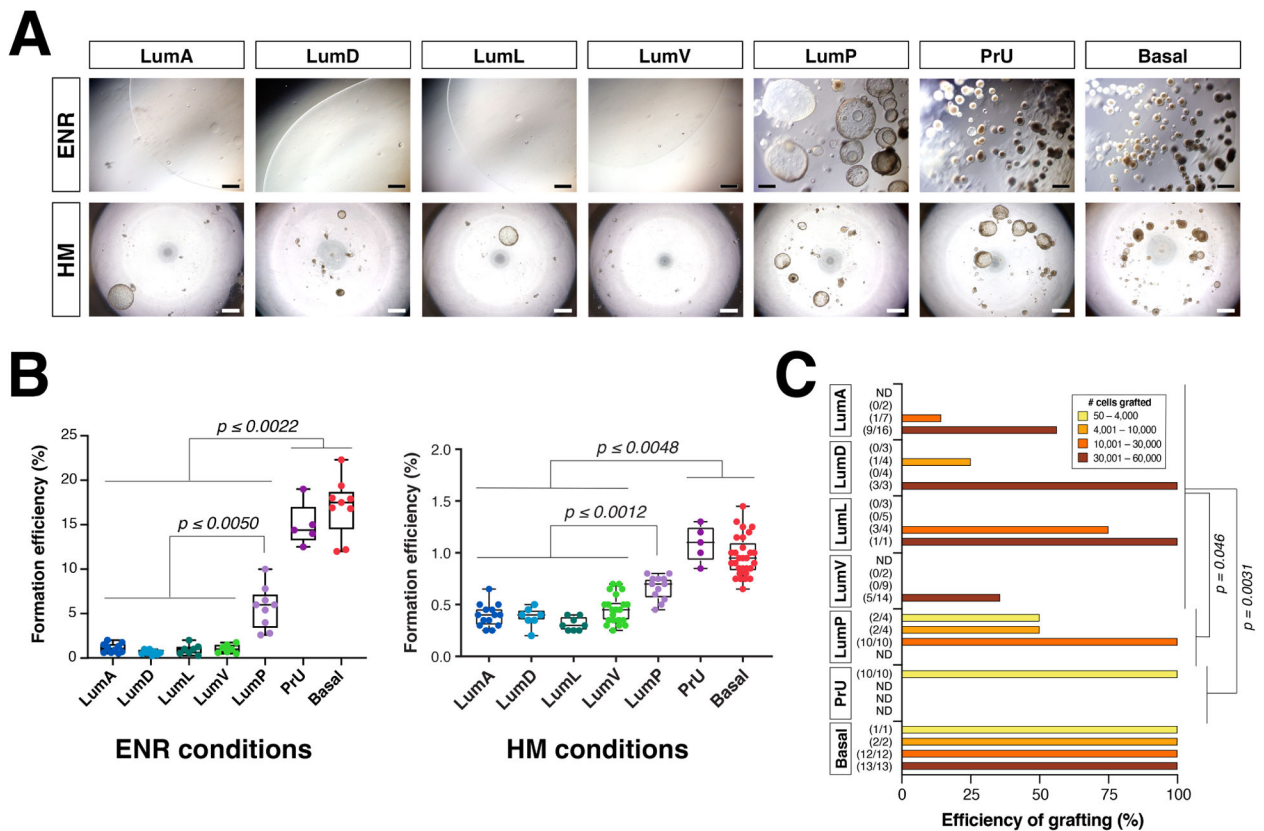 A
LumA LumD LumL LumV LumP PrU Basal
ENR
HM
B
Formation efficiency (%)
25
20
15
10
5
0
p ≤ 0.0022
p ≤ 0.0050
LumA LumD LumL LumV LumP PrU Basal
ENR conditions
Formation efficiency (%)
2.0
1.5
1.0
0.5
0.0
p ≤ 0.0048
p ≤ 0.0012
LumA LumD LumL LumV LumP PrU Basal
HM conditions
C
# cells grafted
50 – 4,000
4,001 – 10,000
10,001 – 30,000
30,001 – 60,000
LumA
ND
(0/2)
(1/7)
(9/16)
LumD
(0/3)
(1/4)
(0/4)
(3/3)
LumL
(0/3)
(0/5)
(3/4)
(1/1)
LumV
ND
(0/2)
(0/9)
(5/14)
LumP
(2/4)
(2/4)
(10/10)
ND
PrU
(10/10)
ND
ND
ND
Basal
(1/1)
(2/2)
(12/12)
(13/13)
p = 0.046
p = 0.0031
0 25 50 75 100
Efficiency of grafting (%)